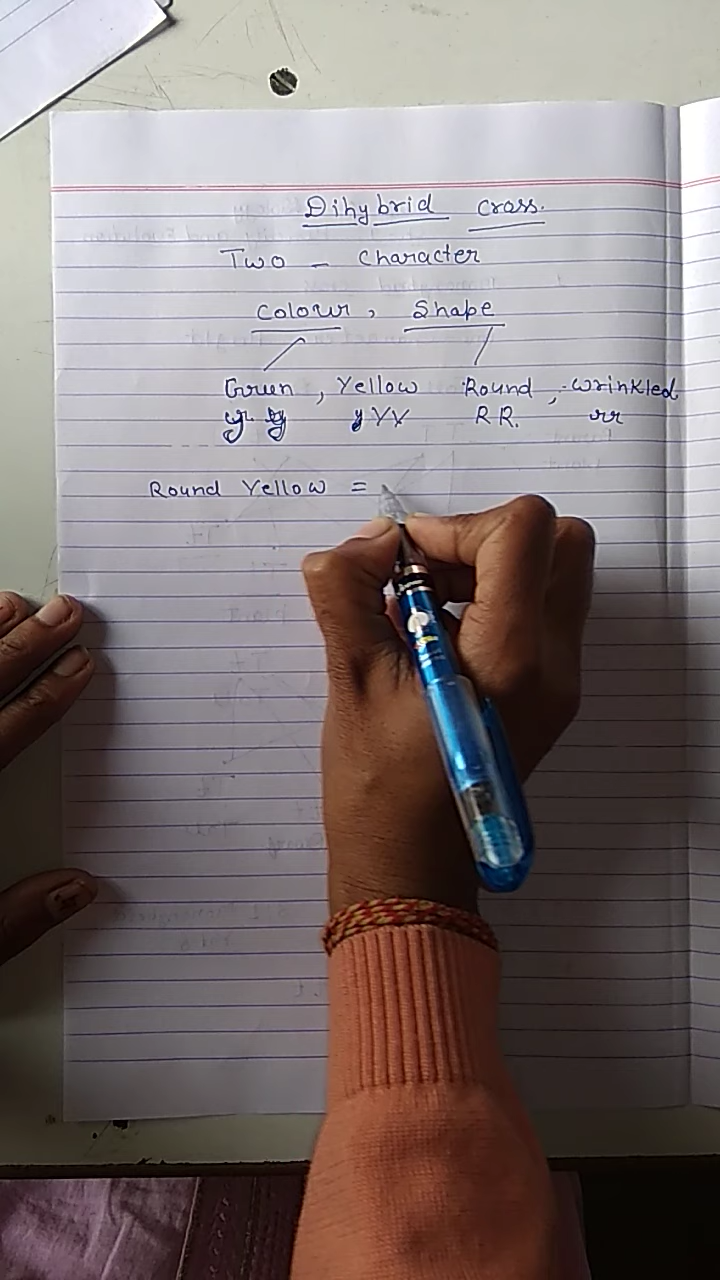 Dihybrid cross.
Two - Character
Colour, Shape
Green, Yellow Round, wrinkled
yy YY RR. rr
Round Yellow =